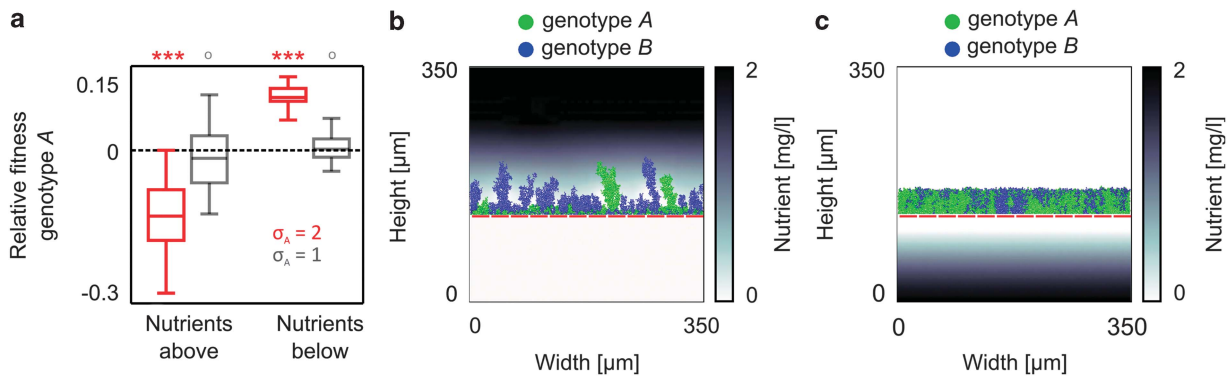 a
Relative fitness
genotype A
0.15
0
-0.3
*** o *** o
σA = 2
σA = 1
Nutrients
above
Nutrients
below
b
genotype A
genotype B
Height [µm]
350
0
0
350
Width [µm]
2
0
Nutrient [mg/l]
c
genotype A
genotype B
Height [µm]
350
0
0
350
Width [µm]
2
0
Nutrient [mg/l]